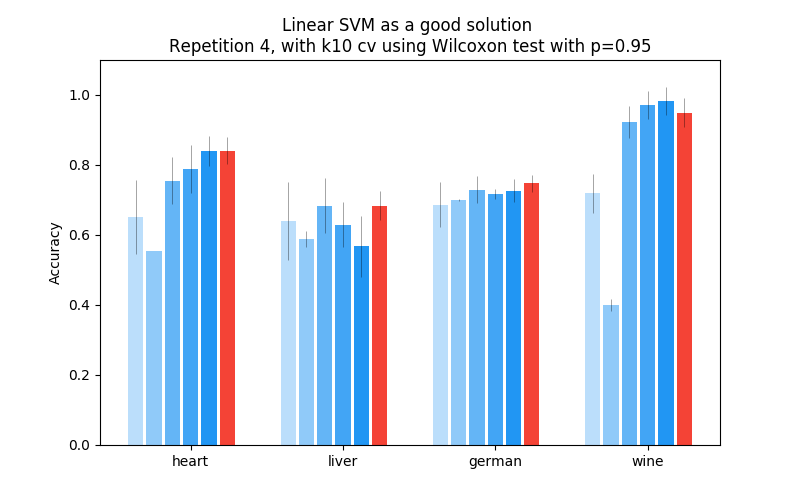 Linear SVM as a good solution
Repetition 4, with k10 cv using Wilcoxon test with p=0.95
1.0
0.8
0.6
0.4
0.2
0.0
Accuracy
heart
liver
german
wine